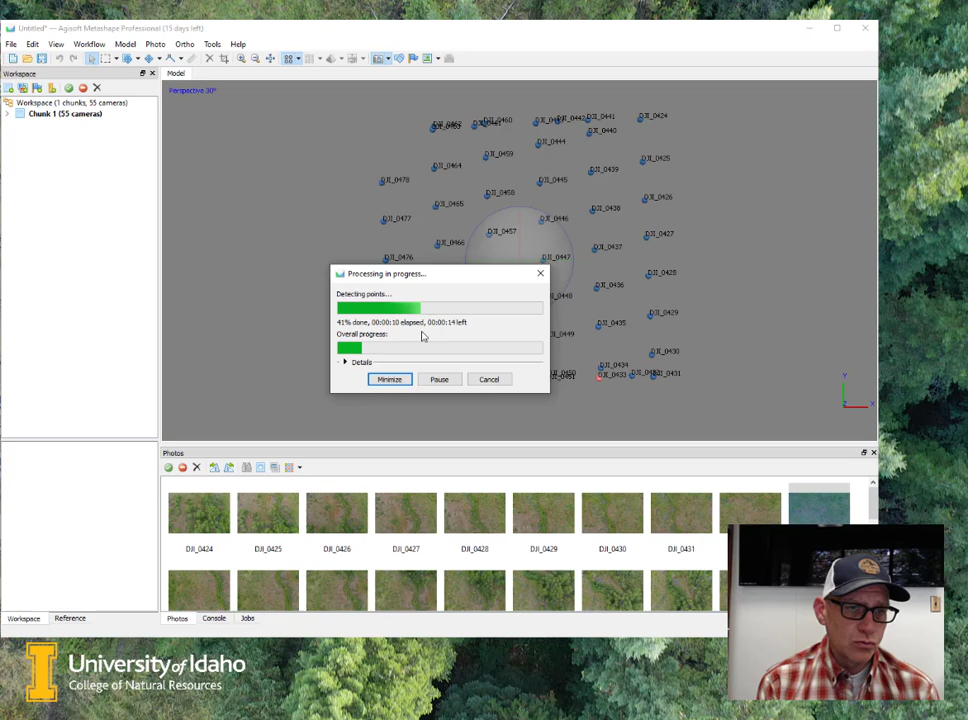 Untitled* — Agisoft Metashape Professional (15 days left)
File Edit View Workflow Model Photo Ortho Tools Help
Workspace
Model
Workspace (1 chunks, 55 cameras)
Chunk 1 (55 cameras)
Perspective 30°
DJI_0460
DJI_0442
DJI_0441
DJI_0424
DJI_0440
DJI_0444
DJI_0459
DJI_0425
DJI_0464
DJI_0439
DJI_0478
DJI_0445
DJI_0458
DJI_0426
DJI_0465
DJI_0438
DJI_0477
DJI_0446
DJI_0457
DJI_0427
DJI_0466
DJI_0437
DJI_0476
DJI_0447
DJI_0428
DJI_0436
_0448
DJI_0429
DJI_0435
_0449
DJI_0430
DJI_0434
DJI_0433
DJI_0431
Processing in progress...
Detecting points...
41% done, 00:00:10 elapsed, 00:00:14 left
Overall progress:
Details
Minimize Pause Cancel
X
Y
Z
Photos
DJI_0424 DJI_0425 DJI_0426 DJI_0427 DJI_0428 DJI_0429 DJI_0430 DJI_0431
Workspace Reference
Photos Console Jobs
I
University of Idaho
College of Natural Resources